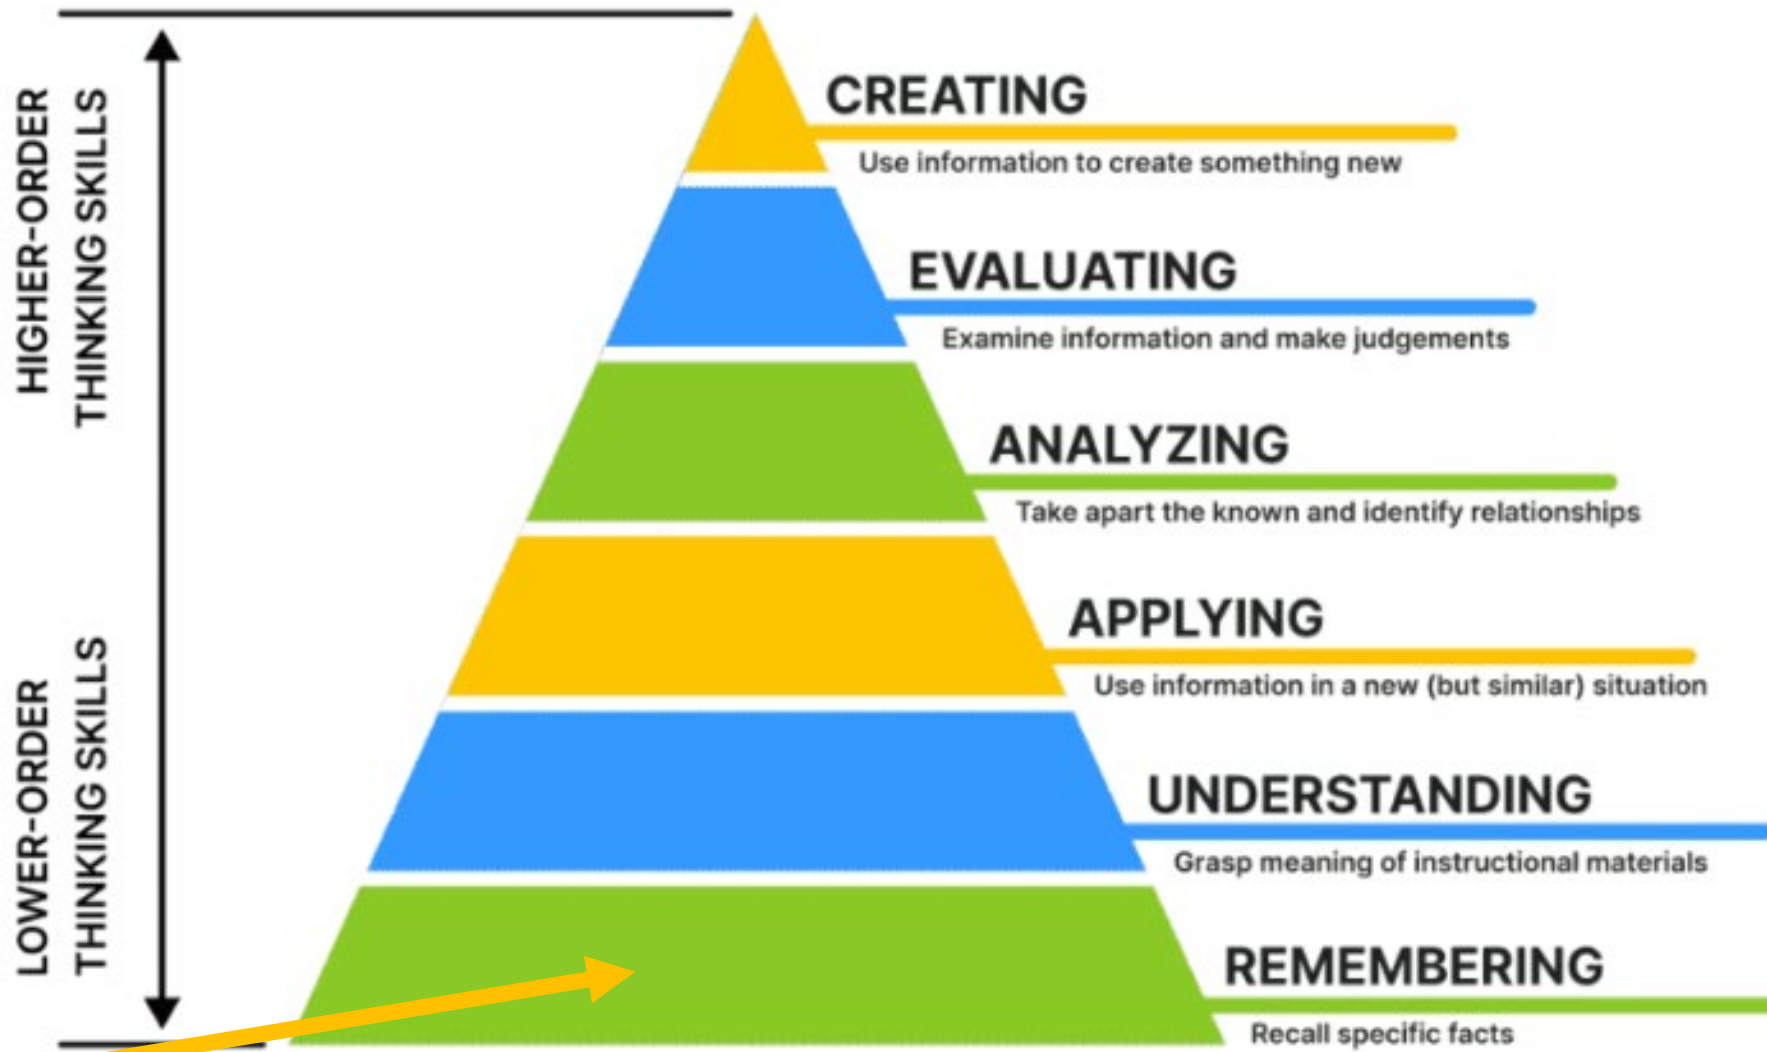 HIGHER-ORDER
THINKING SKILLS
CREATING
Use information to create something new
EVALUATING
Examine information and make judgements
ANALYZING
Take apart the known and identify relationships
APPLYING
Use information in a new (but similar) situation
LOWER-ORDER
THINKING SKILLS
UNDERSTANDING
Grasp meaning of instructional materials
REMEMBERING
Recall specific facts